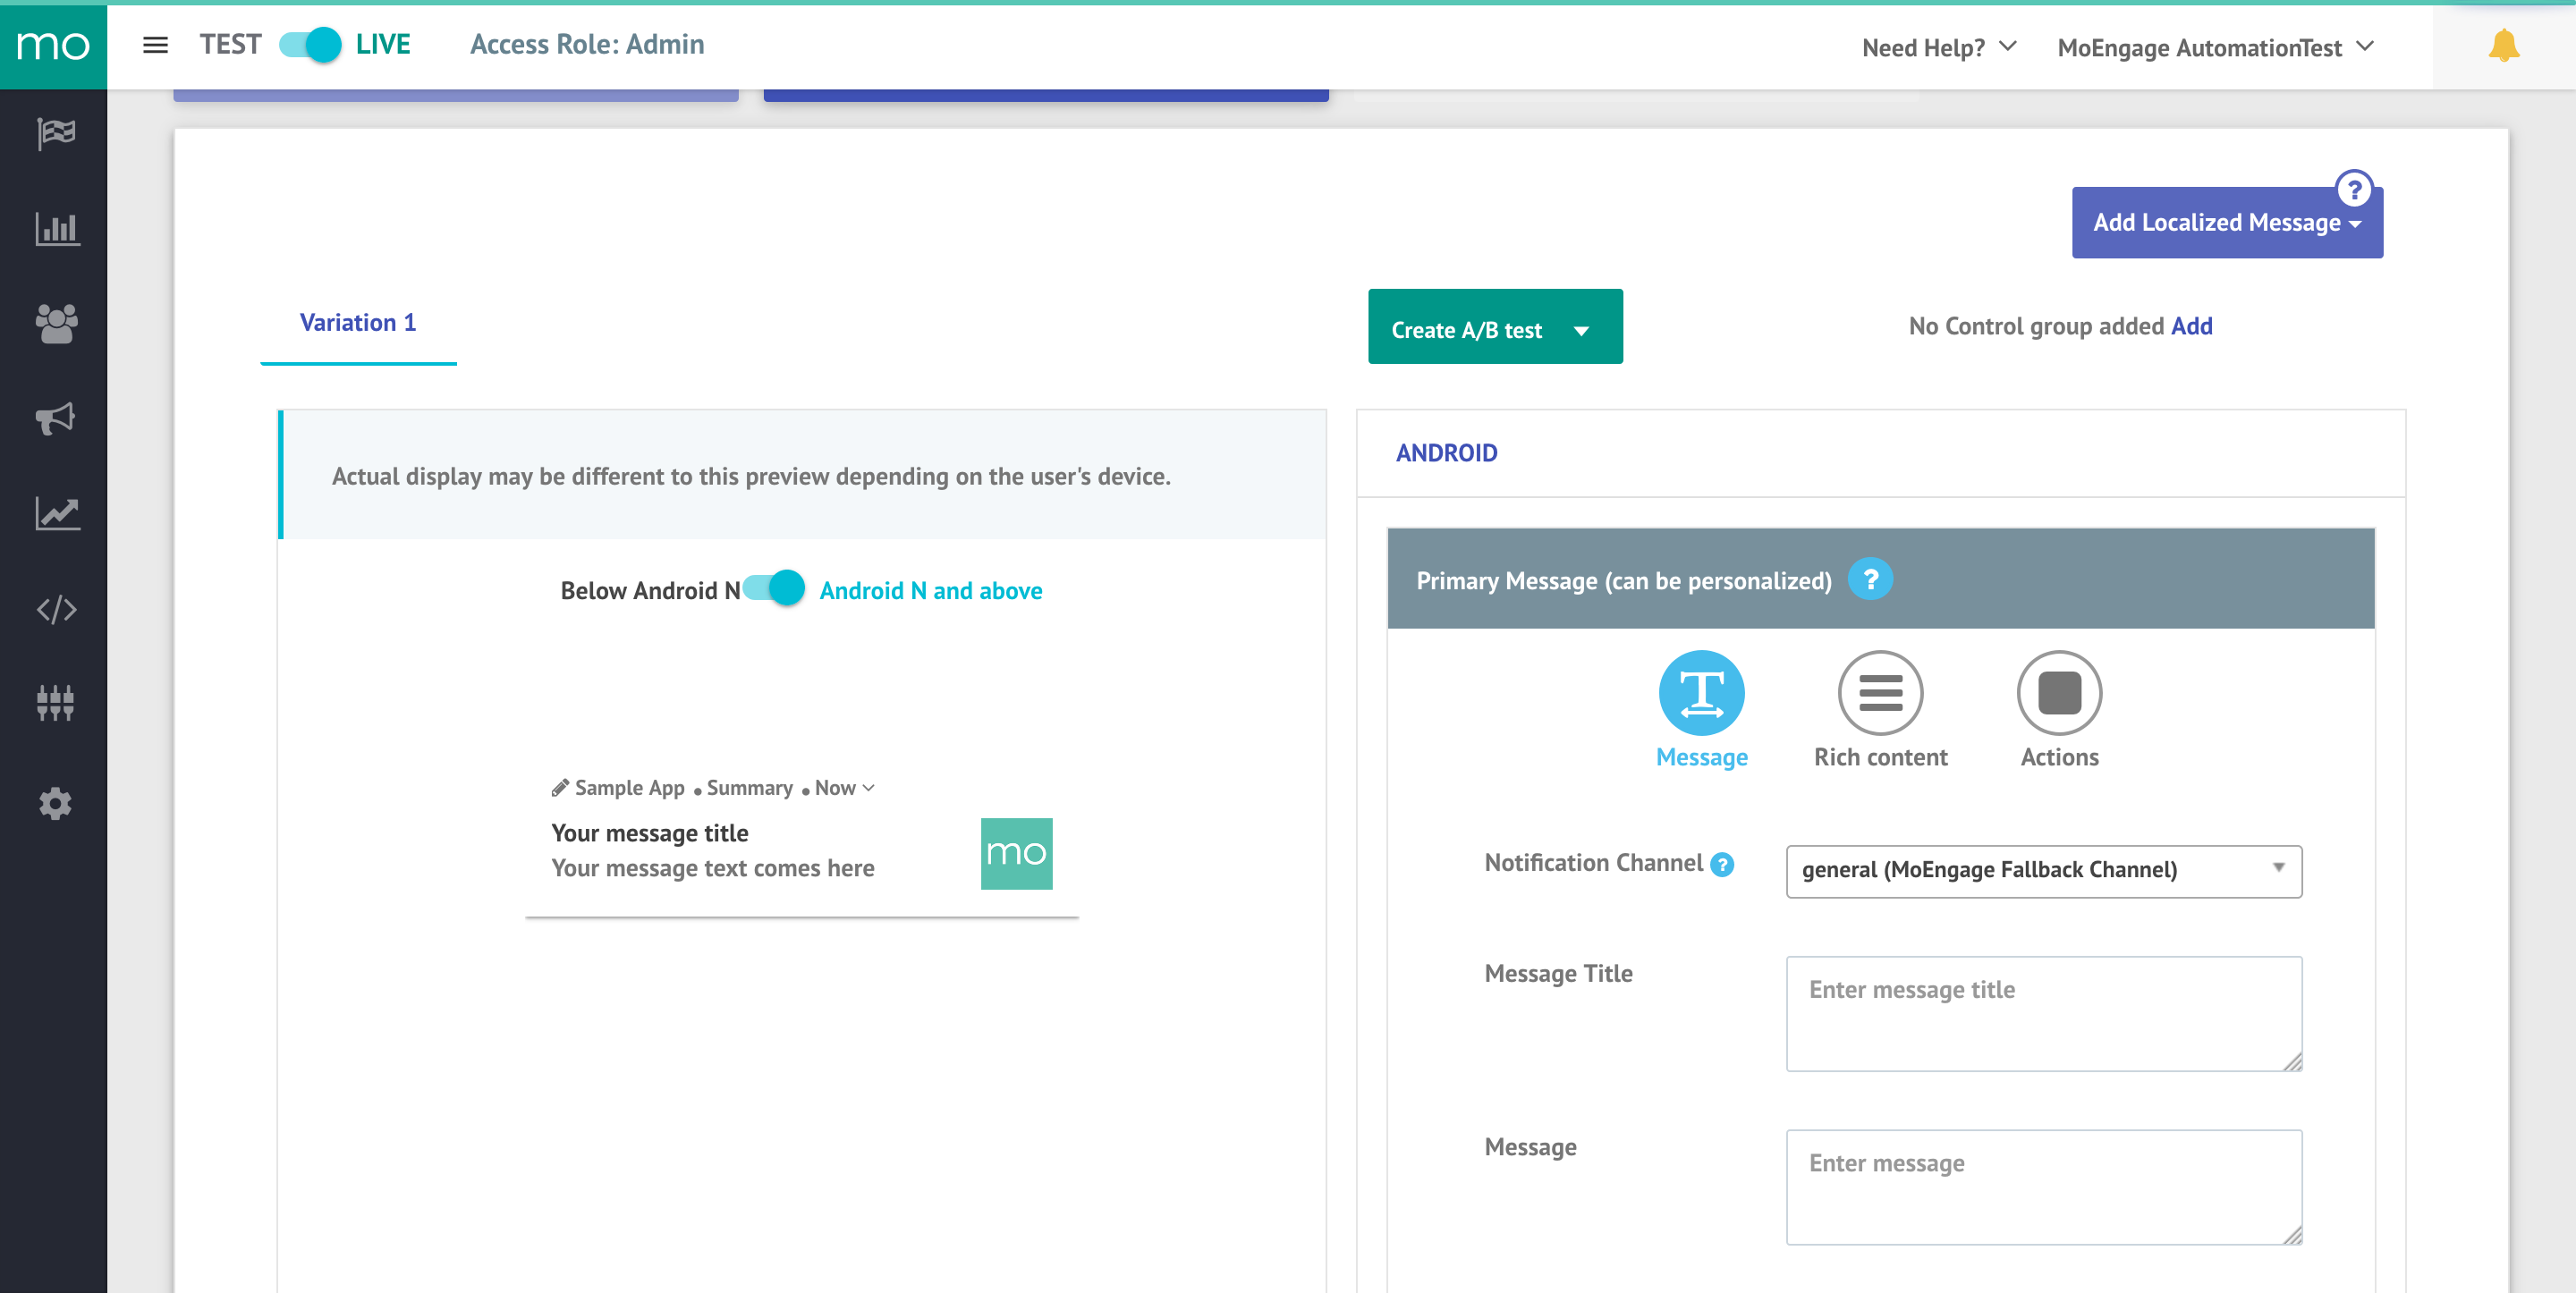 mo
TEST LIVE Access Role: Admin Need Help? MoEngage AutomationTest
?
Add Localized Message
Variation 1
Create A/B test
No Control group added Add
Actual display may be different to this preview depending on the user's device.
Below Android N Android N and above
Sample App • Summary • Now
Your message title
Your message text comes here
mo
ANDROID
Primary Message (can be personalized) ?
T
Message Rich content Actions
Notification Channel ? general (MoEngage Fallback Channel)
Message Title Enter message title
Message Enter message